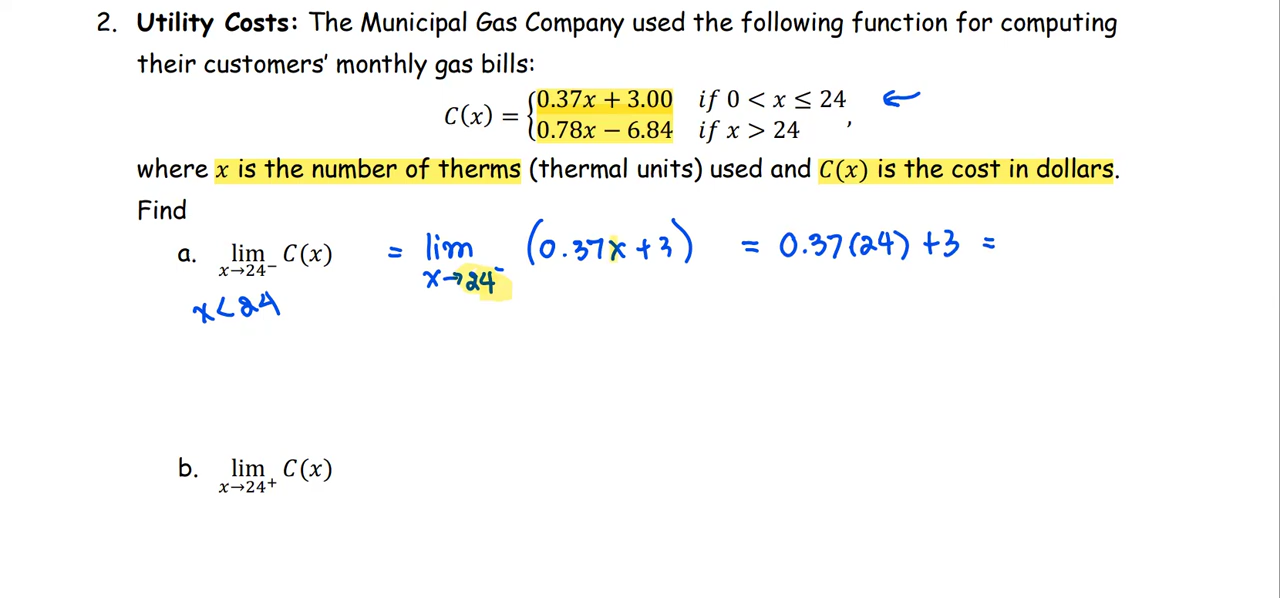 2. Utility Costs: The Municipal Gas Company used the following function for computing
their customers' monthly gas bills:
C(x) = {0.37x + 3.00 if 0 < x ≤ 24 ←
0.78x − 6.84 if x > 24 ,
where x is the number of therms (thermal units) used and C(x) is the cost in dollars.
Find
a. lim x→24⁻ C(x) = lim x→24⁻ (0.37x + 3) = 0.37(24) + 3 =
x < 24
b. lim x→24⁺ C(x)